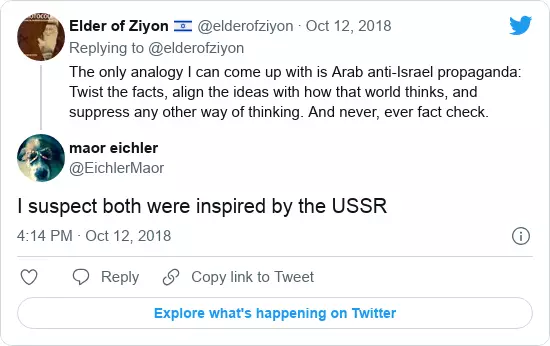 Elder of Ziyon 🇮🇱 @elderofziyon · Oct 12, 2018
Replying to @elderofziyon
The only analogy I can come up with is Arab anti-Israel propaganda:
Twist the facts, align the ideas with how that world thinks, and
suppress any other way of thinking. And never, ever fact check.
maor eichler
@EichlerMaor
I suspect both were inspired by the USSR
4:14 PM · Oct 12, 2018
Reply Copy link to Tweet
Explore what's happening on Twitter